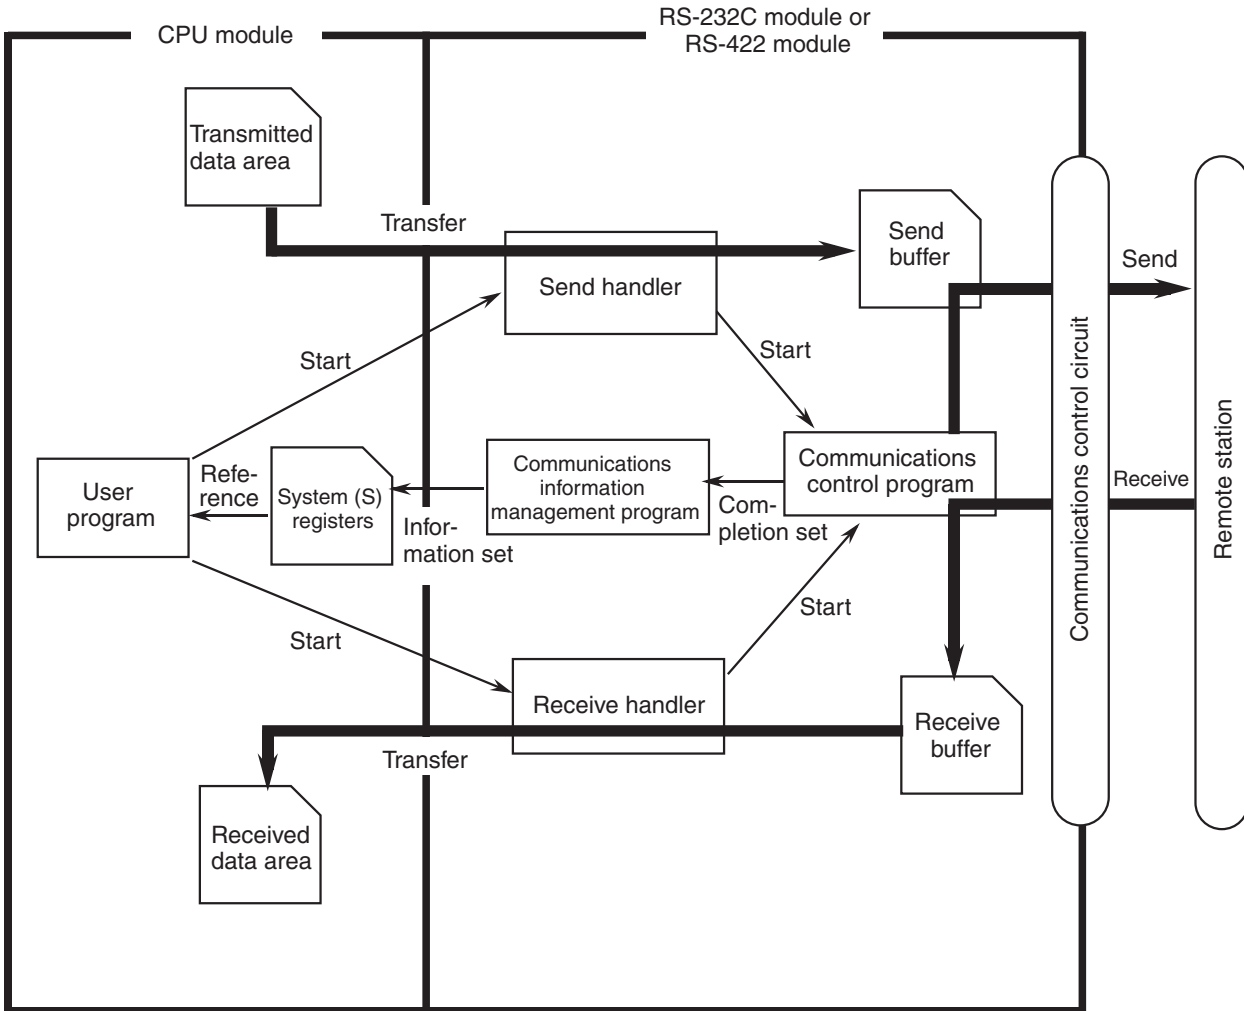 CPU module
RS-232C module or
RS-422 module
Transmitted
data area
Transfer
Send handler
Send
buffer
Send
Start
Start
User
program
Refe-
rence
System (S)
registers
Infor-
mation set
Communications
information
management program
Com-
pletion set
Communications
control program
Receive
Communications control circuit
Remote station
Start
Start
Receive handler
Transfer
Receive
buffer
Received
data area